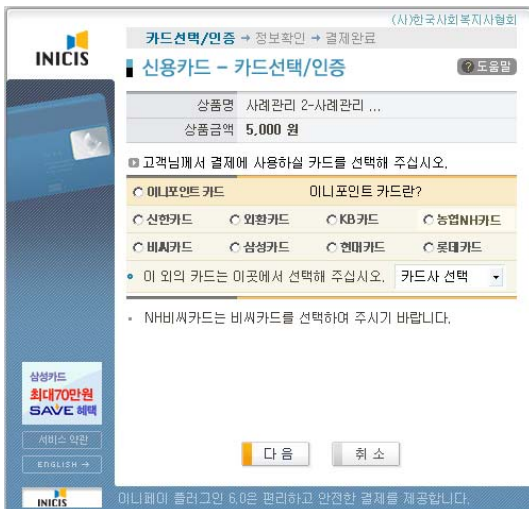 (사)한국사회복지사협회
INICIS
카드선택/인증 → 정보확인 → 결제완료
신용카드 - 카드선택/인증
? 도움말
상품명 사례관리 2-사례관리 ...
상품금액 5,000 원
고객님께서 결제에 사용하실 카드를 선택해 주십시오.
이니포인트 카드 이니포인트 카드란?
신한카드 외환카드 KB카드 농협NH카드
비씨카드 삼성카드 현대카드 롯데카드
이 외의 카드는 이곳에서 선택해 주십시오. 카드사 선택
NH비씨카드는 비씨카드를 선택하여 주시기 바랍니다.
삼성카드
최대70만원
SAVE 혜택
서비스 약관
ENGLISH →
다음 취소
INICIS
이니페이 플러그인 6.0은 편리하고 안전한 결제를 제공합니다.